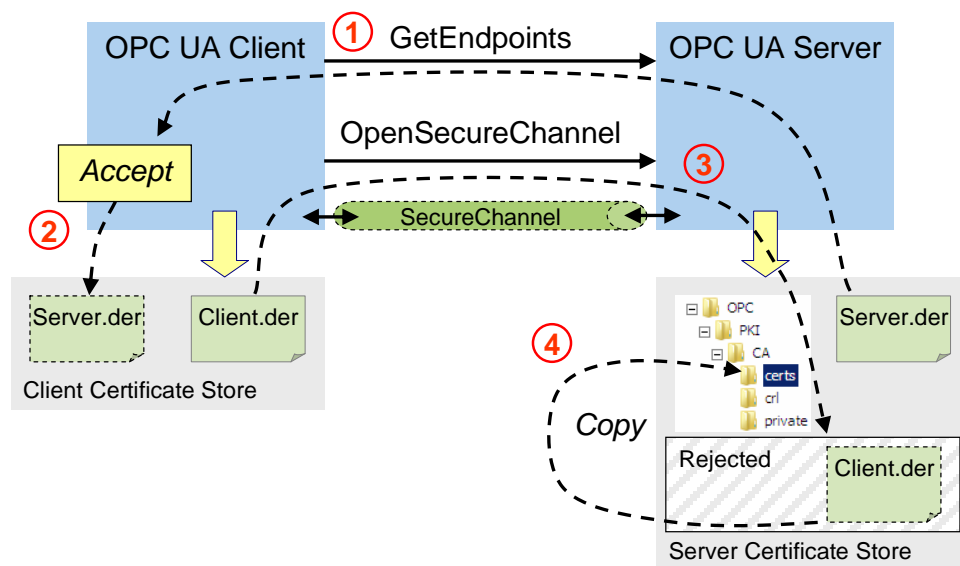 OPC UA Client
1
GetEndpoints
OPC UA Server
Accept
OpenSecureChannel
3
2
SecureChannel
Server.der
Client.der
Client Certificate Store
OPC
PKI
CA
certs
crl
private
Server.der
4
Copy
Rejected
Client.der
Server Certificate Store